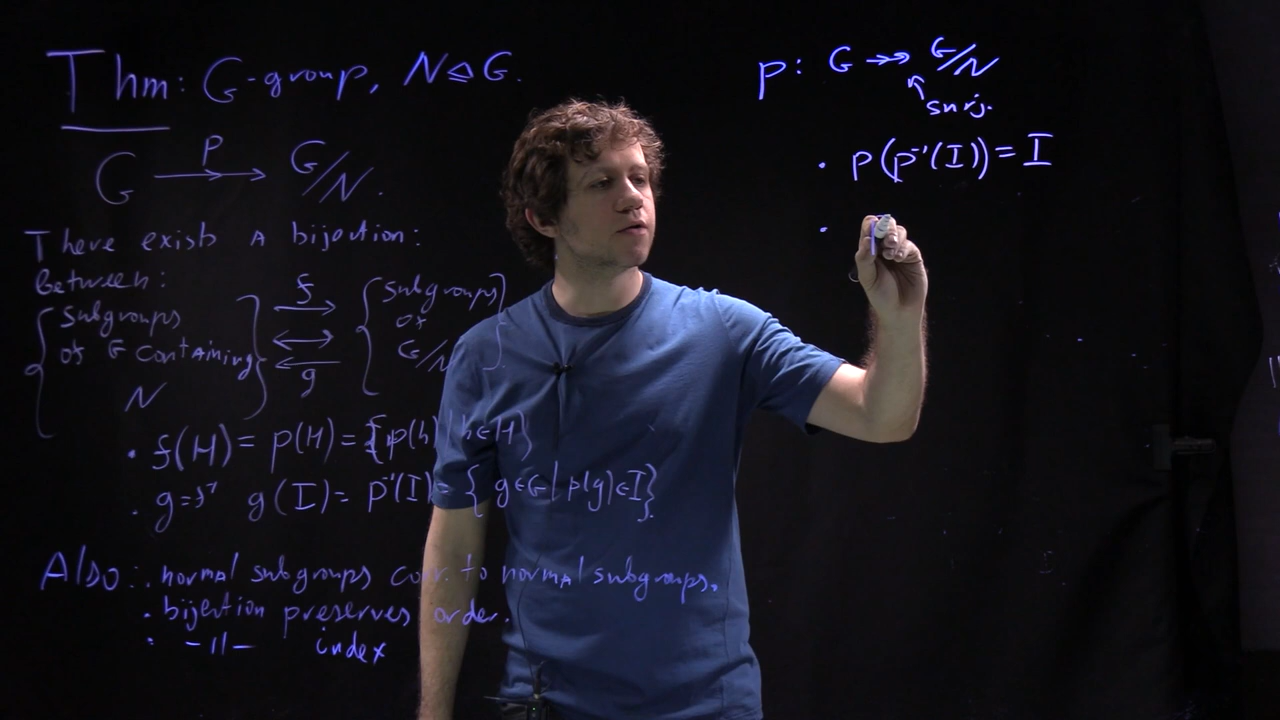 Thm: G-group, N⊴G.
G →p G/N.
There exist a bijection:
between:
{subgroups of G containing N} f→ ↔ ←g {subgroups of G/N}
• f(H) = p(H) = {p(h) | h∈H}
• g=f⁻¹ g(I) = p⁻¹(I) = { g∈G | p(g)∈I}.
Also: • normal subgroups corr. to normal subgroups.
• bijection preserves order.
• -11- index
p: G ↠ G/N
surj.
• p(p⁻¹(I)) = I
•